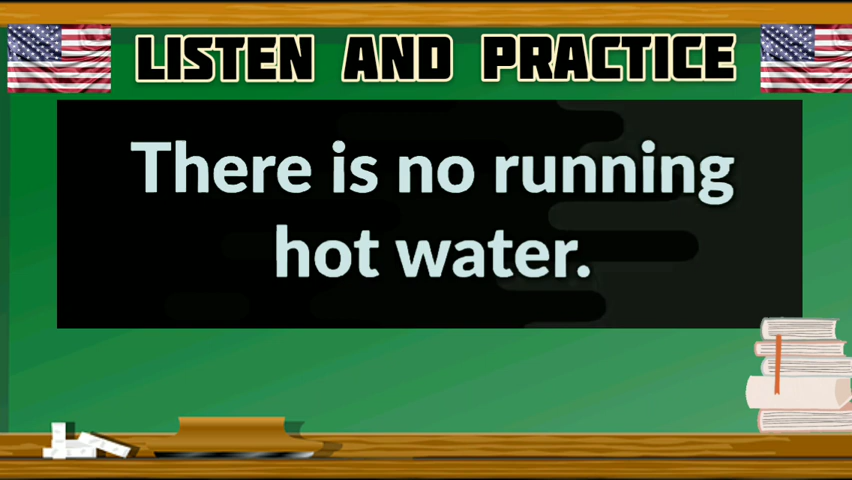 LISTEN AND PRACTICE
There is no running
hot water.